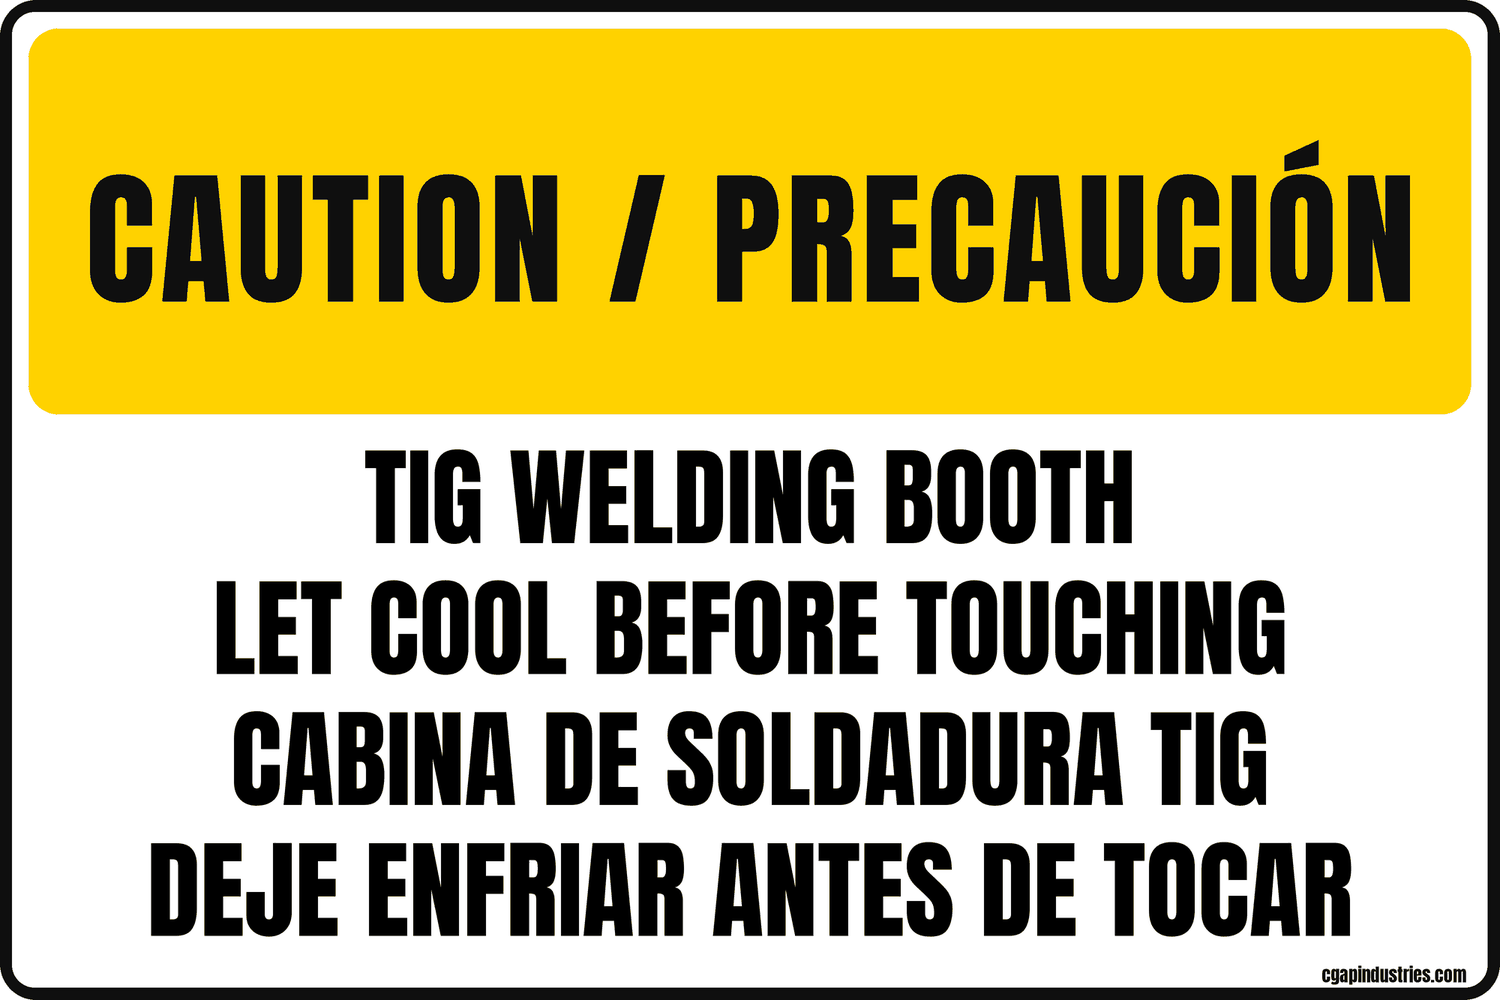 CAUTION / PRECAUCIÓN
TIG WELDING BOOTH
LET COOL BEFORE TOUCHING
CABINA DE SOLDADURA TIG
DEJE ENFRIAR ANTES DE TOCAR
cgapindustries.com